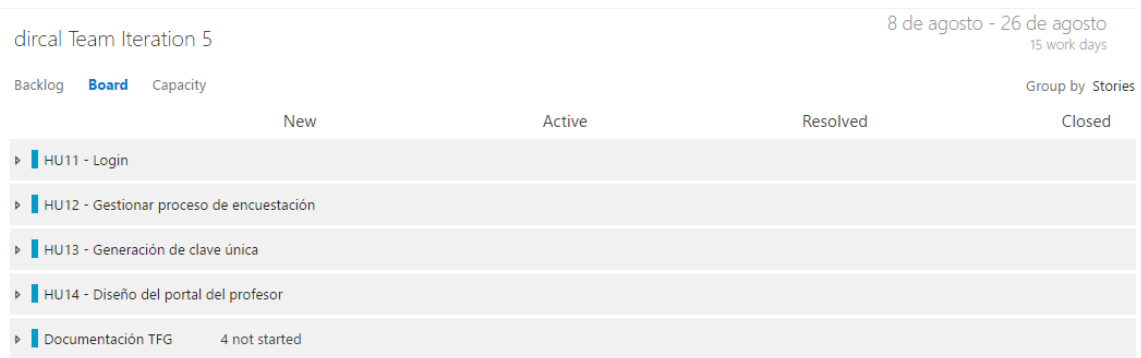 dircal Team Iteration 5
8 de agosto - 26 de agosto
15 work days
Backlog Board Capacity
Group by Stories
New Active Resolved Closed
HU11 - Login
HU12 - Gestionar proceso de encuestación
HU13 - Generación de clave única
HU14 - Diseño del portal del profesor
Documentación TFG 4 not started